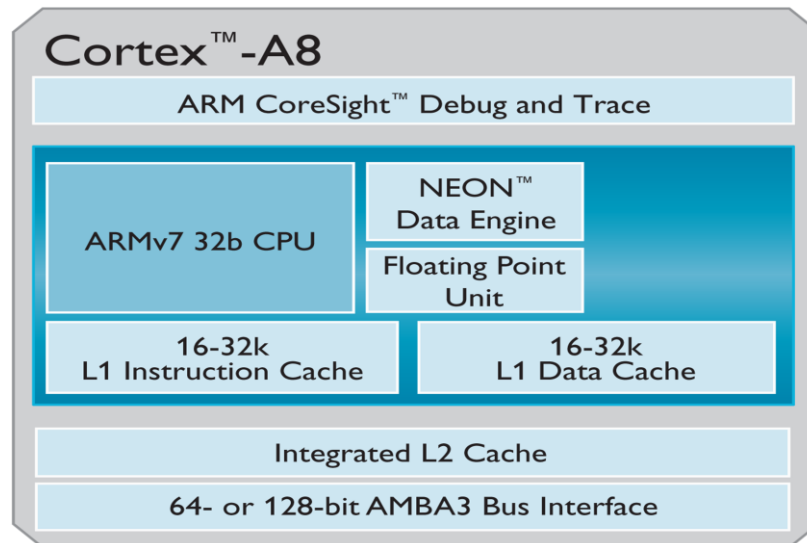 Cortex™-A8
ARM CoreSight™ Debug and Trace
ARMv7 32b CPU
NEON™
Data Engine
Floating Point
Unit
16-32k
L1 Instruction Cache
16-32k
L1 Data Cache
Integrated L2 Cache
64- or 128-bit AMBA3 Bus Interface